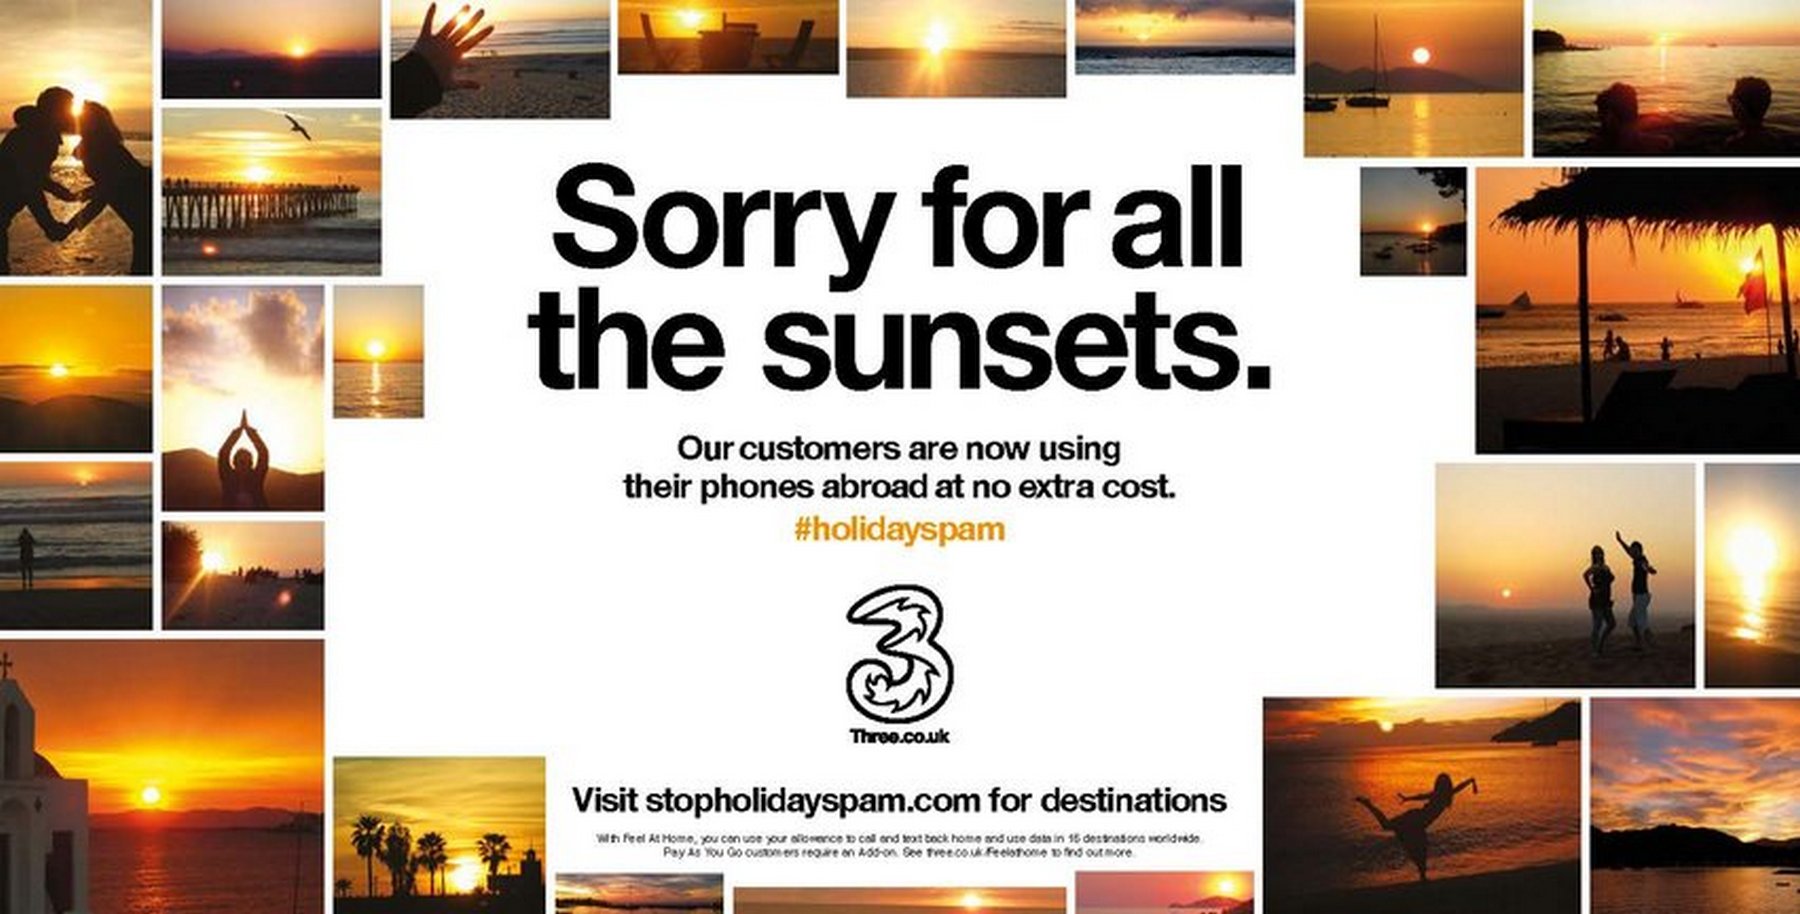 Sorry for all
the sunsets.
Our customers are now using
their phones abroad at no extra cost.
#holidayspam
3
Three.co.uk
Visit stopholidayspam.com for destinations
With Feel At Home, you can use your allowance to call and text back home and use data in 16 destinations worldwide.
Pay As You Go customers require an Add-on. See three.co.uk/Feelathome to find out more.